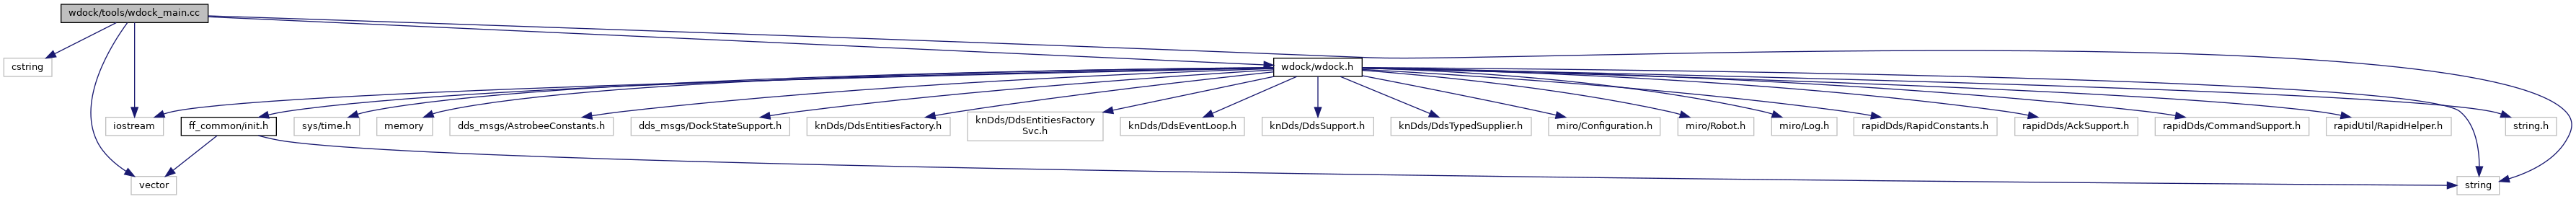 wdock/tools/wdock_main.cc
cstring
wdock/wdock.h
iostream
ff_common/init.h
sys/time.h
memory
dds_msgs/AstrobeeConstants.h
dds_msgs/DockStateSupport.h
knDds/DdsEntitiesFactory.h
knDds/DdsEntitiesFactory
Svc.h
knDds/DdsEventLoop.h
knDds/DdsSupport.h
knDds/DdsTypedSupplier.h
miro/Configuration.h
miro/Robot.h
miro/Log.h
rapidDds/RapidConstants.h
rapidDds/AckSupport.h
rapidDds/CommandSupport.h
rapidUtil/RapidHelper.h
string.h
vector
string